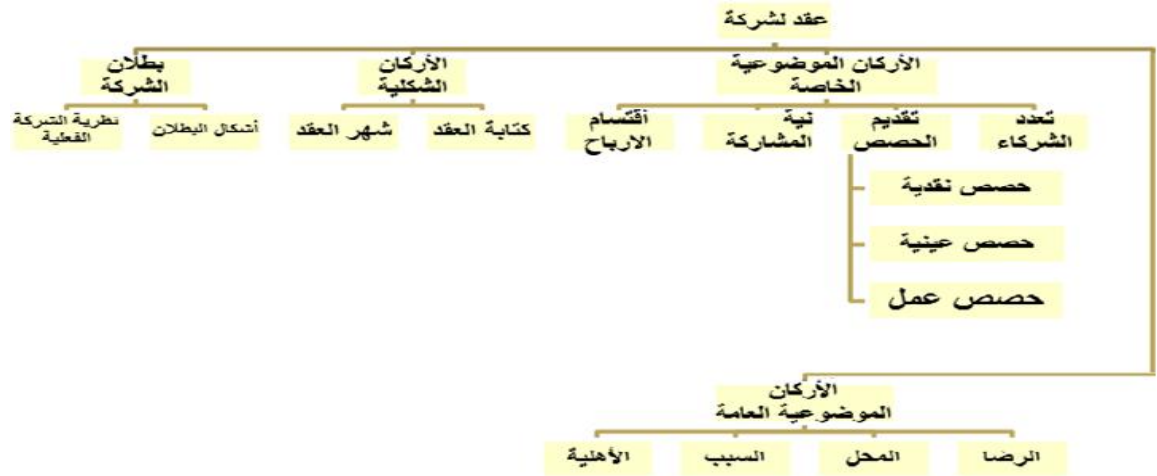 عقد لشركة
الأركان الموضوعية
الخاصة
الأركان
الشكلية
بطلان
الشركة
تعدد
الشركاء
تقديم
الحصص
نية
المشاركة
أقتسام
الارباح
كتابة العقد
شهر العقد
أشكال البطلان
نظرية الشركة
الفعلية
حصص نقدية
حصص عينية
حصص عمل
الأركان
الموضوعية العامة
الرضا
المحل
السبب
الأهلية